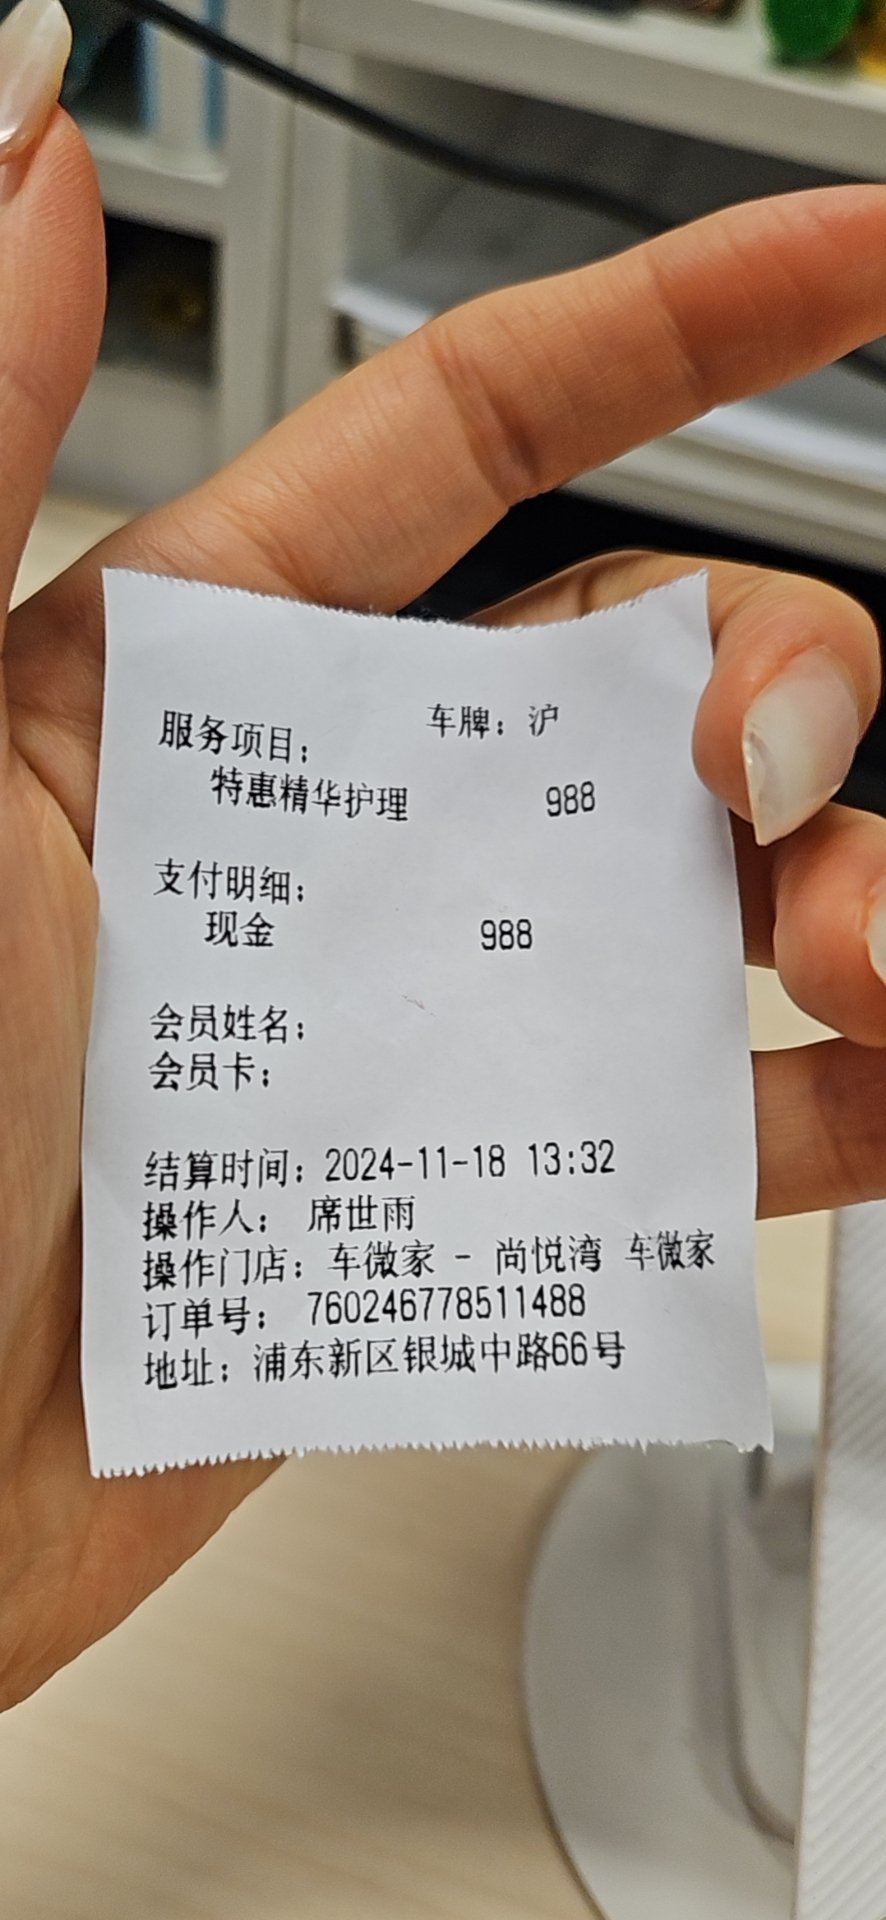 车牌：沪
服务项目：
特惠精华护理 988
支付明细：
现金 988
会员姓名：
会员卡：
结算时间：2024-11-18 13:32
操作人： 席世雨
操作门店：车微家 - 尚悦湾 车微家
订单号： 760246778511488
地址：浦东新区银城中路66号